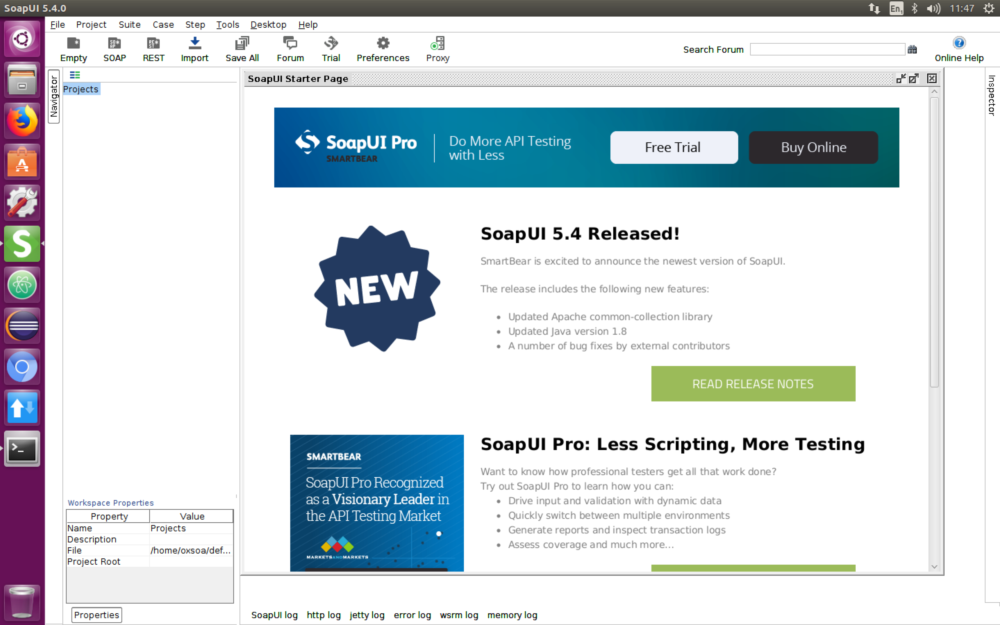 SoapUI 5.4.0
En1
11:47
File Project Suite Case Step Tools Desktop Help
Empty SOAP REST Import Save All Forum Trial Preferences Proxy
Search Forum
Online Help
Navigator
Projects
SoapUI Starter Page
Inspector
SoapUI Pro
SMARTBEAR
Do More API Testing
with Less
Free Trial
Buy Online
NEW
SoapUI 5.4 Released!
SmartBear is excited to announce the newest version of SoapUI.
The release includes the following new features:
• Updated Apache common-collection library
• Updated Java version 1.8
• A number of bug fixes by external contributors
READ RELEASE NOTES
SMARTBEAR
SoapUI Pro Recognized
as a Visionary Leader in
the API Testing Market
MARKETSANDMARKETS
SoapUI Pro: Less Scripting, More Testing
Want to know how professional testers get all that work done?
Try out SoapUI Pro to learn how you can:
• Drive input and validation with dynamic data
• Quickly switch between multiple environments
• Generate reports and inspect transaction logs
• Assess coverage and much more...
Workspace Properties
Property Value
Name Projects
Description
File /home/oxsoa/def...
Project Root
Properties
SoapUI log http log jetty log error log wsrm log memory log